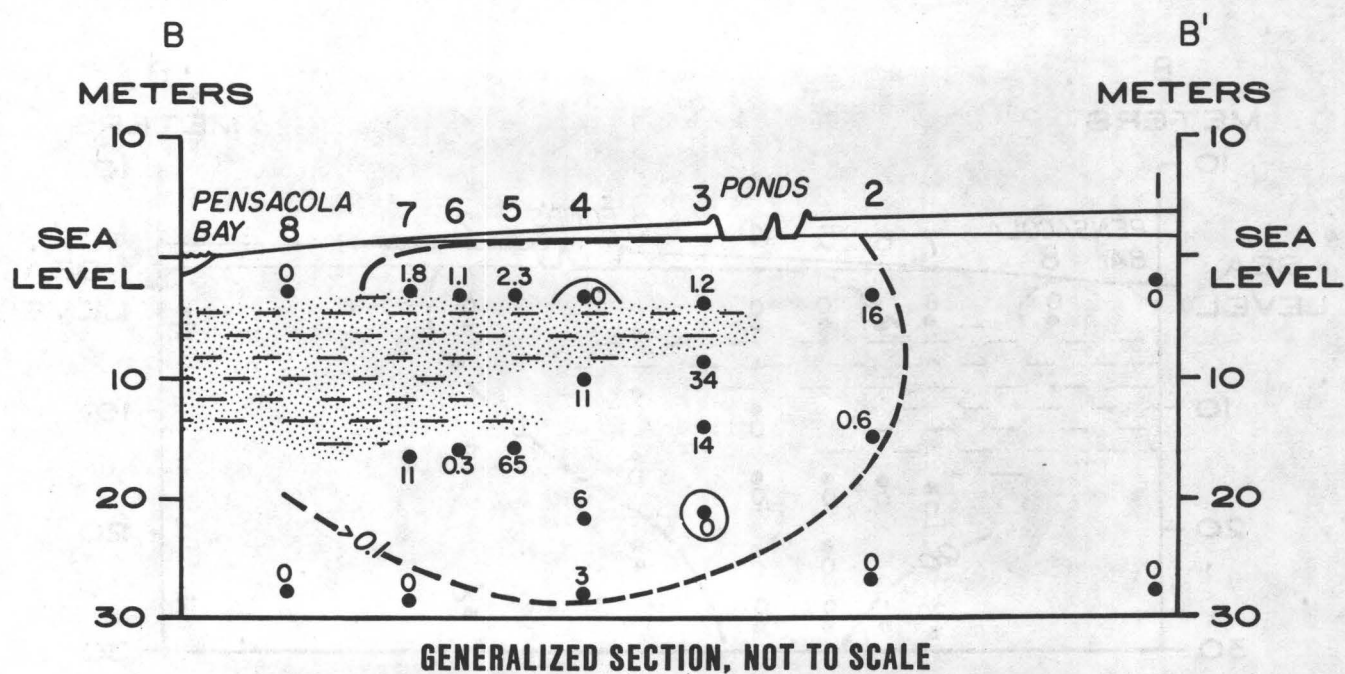 B B'
METERS METERS
10 10
PENSACOLA 7 6 5 4 3 PONDS 2 1
BAY 8
SEA SEA
LEVEL LEVEL
0 1.8 1.1 2.3 0 1.2 16 0
10 10
11 34
14 0.6
11 0.3 65
20 20
6 0
>0.1
0 0 3 0 0
30 30
GENERALIZED SECTION, NOT TO SCALE